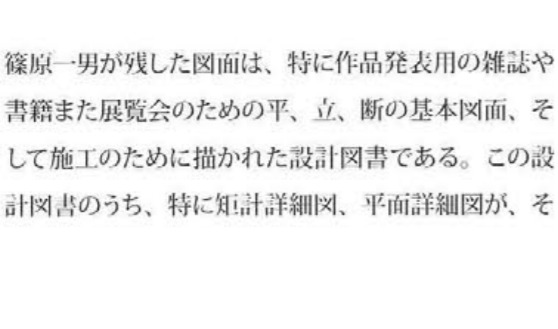 篠原一男が残した図面は、特に作品発表用の雑誌や
書籍また展覧会のための平、立、断の基本図面、そ
して施工のために描かれた設計図書である。この設
計図書のうち、特に矩計詳細図、平面詳細図が、そ